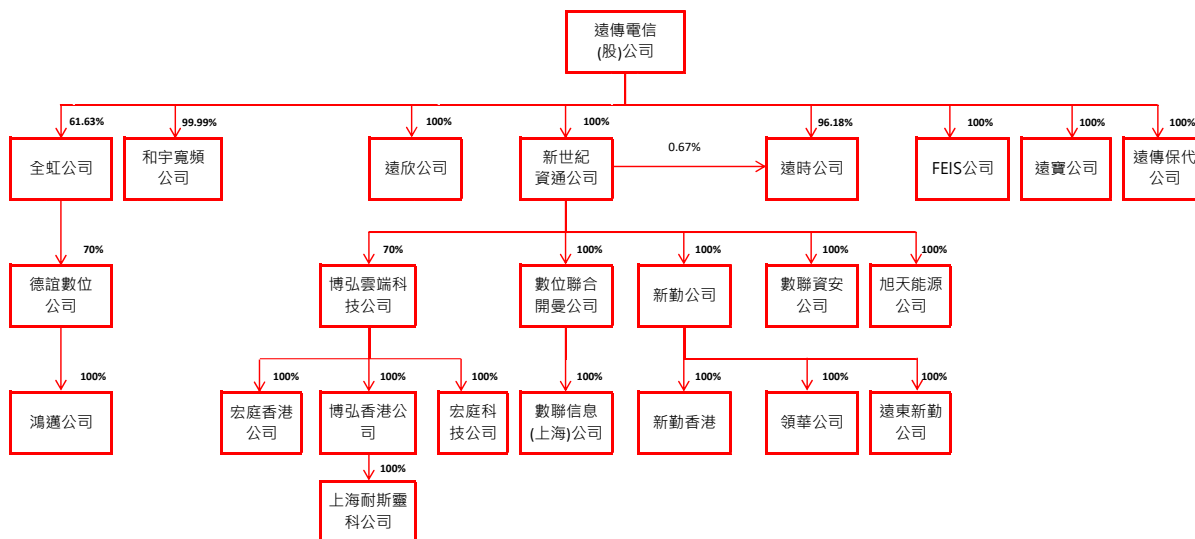 遠傳電信
(股)公司
61.63%
99.99%
100%
100%
96.18%
100%
100%
100%
全虹公司
和宇寬頻
公司
遠欣公司
新世紀
資通公司
0.67%
遠時公司
FEIS公司
遠寶公司
遠傳保代
公司
70%
70%
100%
100%
100%
100%
德誼數位
公司
博弘雲端科
技公司
數位聯合
開曼公司
新勤公司
數聯資安
公司
旭天能源
公司
100%
100%
100%
100%
100%
100%
100%
100%
鴻邁公司
宏庭香港
公司
博弘香港公
司
宏庭科
技公司
數聯信息
(上海)公司
新勤香港
領華公司
遠東新勤
公司
100%
上海耐斯靈
科公司